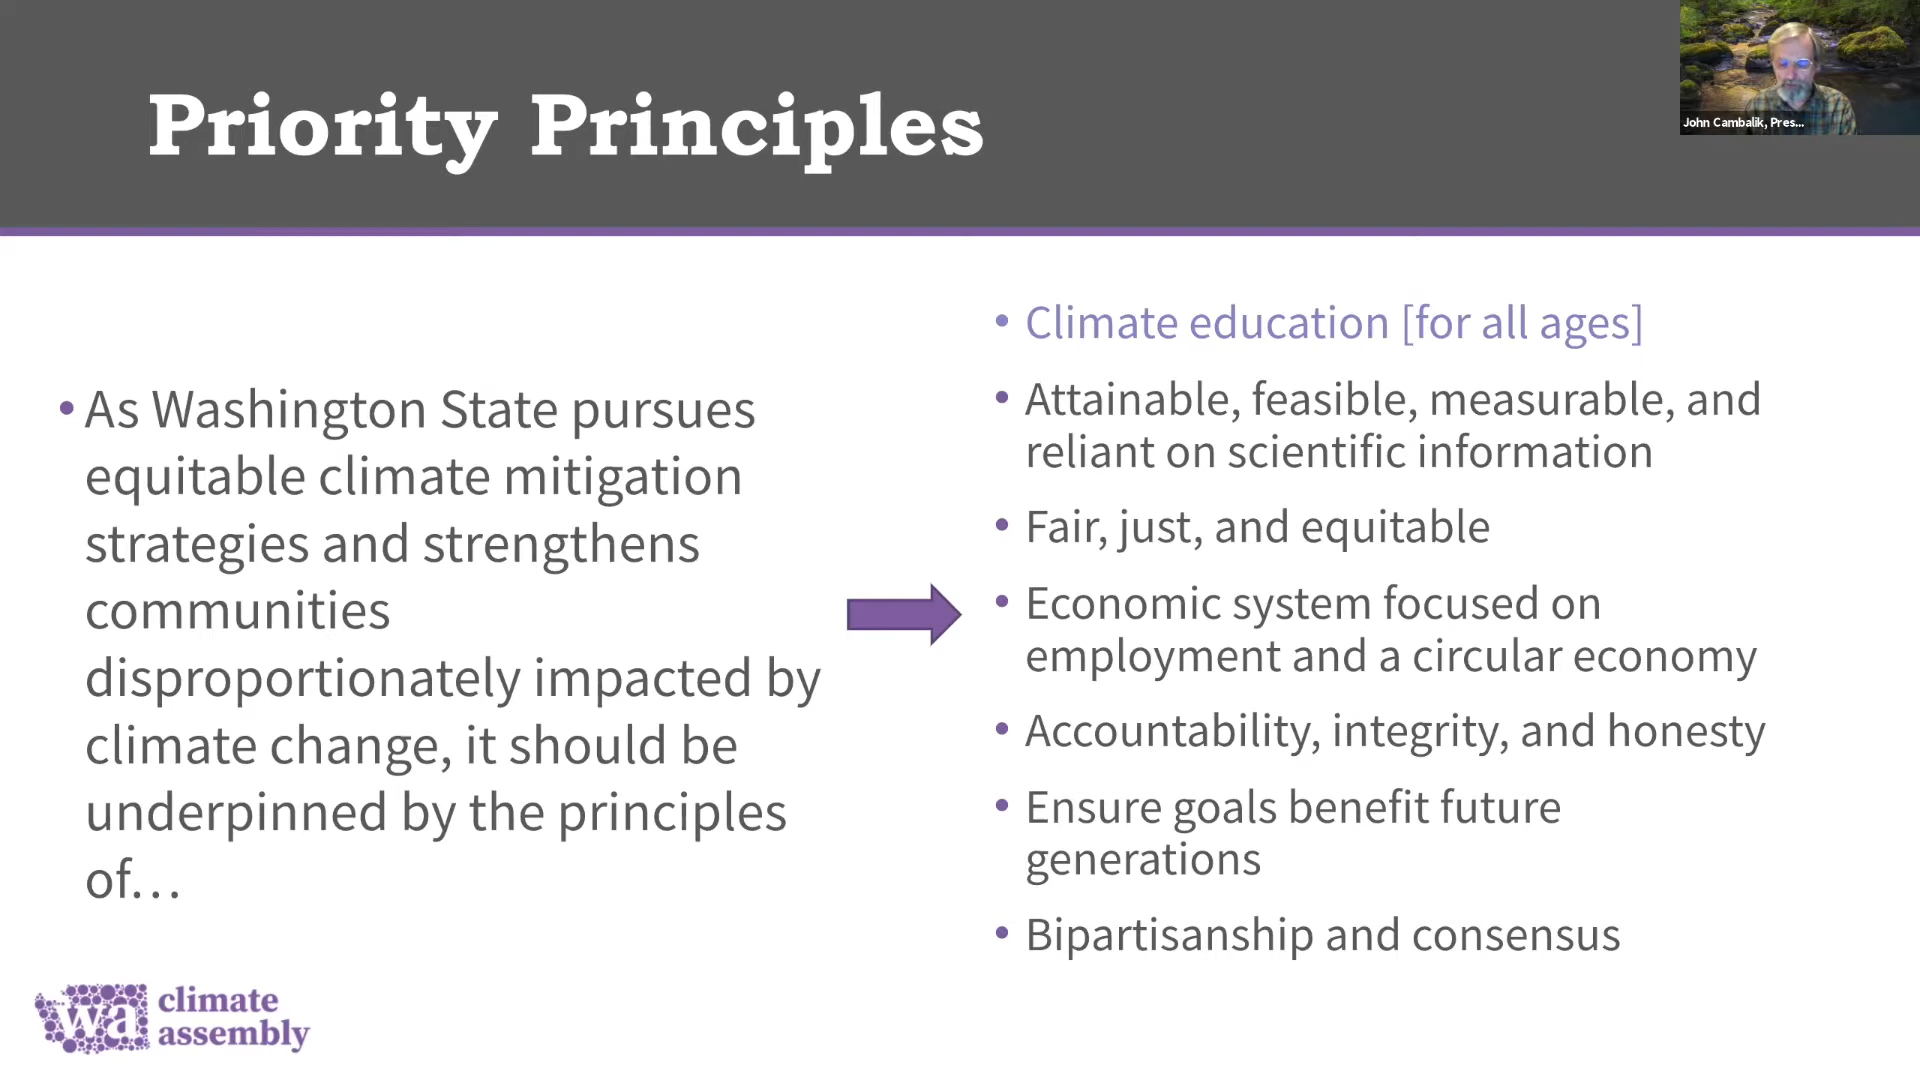 Priority Principles
John Cambalik, Pres...
• As Washington State pursues
equitable climate mitigation
strategies and strengthens
communities
disproportionately impacted by
climate change, it should be
underpinned by the principles
of…
• Climate education [for all ages]
• Attainable, feasible, measurable, and
reliant on scientific information
• Fair, just, and equitable
• Economic system focused on
employment and a circular economy
• Accountability, integrity, and honesty
• Ensure goals benefit future
generations
• Bipartisanship and consensus
wa
climate
assembly